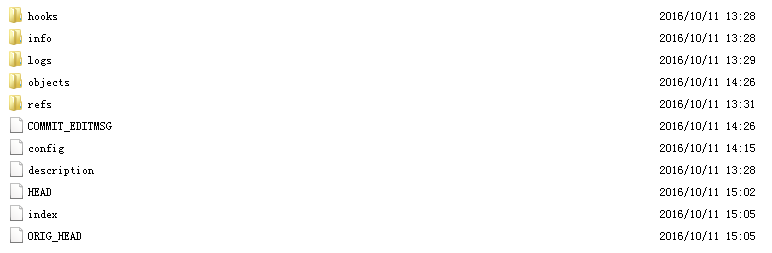 hooks 2016/10/11 13:28
info 2016/10/11 13:28
logs 2016/10/11 13:29
objects 2016/10/11 14:26
refs 2016/10/11 13:31
COMMIT_EDITMSG 2016/10/11 14:26
config 2016/10/11 14:15
description 2016/10/11 13:28
HEAD 2016/10/11 15:02
index 2016/10/11 15:05
ORIG_HEAD 2016/10/11 15:05